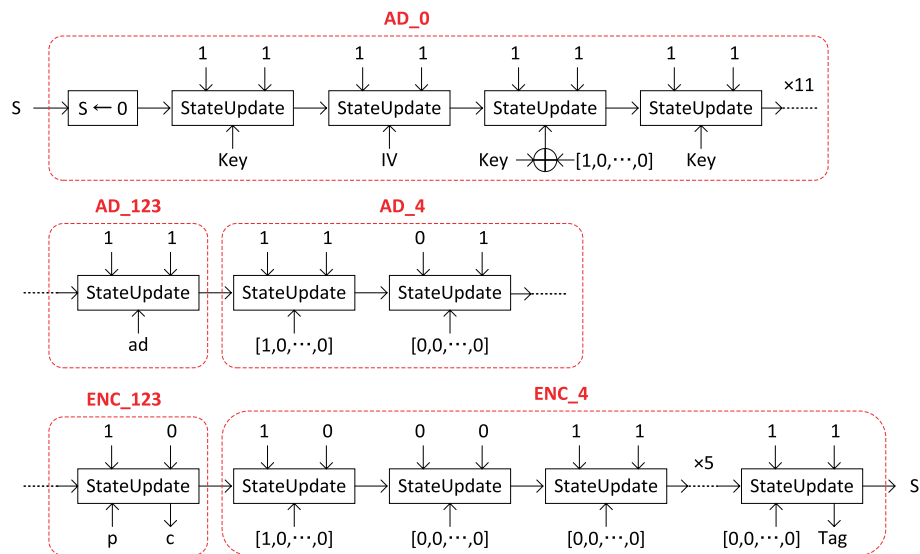 AD_0
1 1 1 1 1 1 1 1
×11
S S ← 0 StateUpdate StateUpdate StateUpdate StateUpdate
Key IV Key [1,0,⋯,0] Key
AD_123 AD_4
1 1 1 1 0 1
StateUpdate StateUpdate StateUpdate
ad [1,0,⋯,0] [0,0,⋯,0]
ENC_123 ENC_4
1 0 1 0 0 0 1 1 1 1
×5
StateUpdate StateUpdate StateUpdate StateUpdate StateUpdate S
p c [1,0,⋯,0] [0,0,⋯,0] [0,0,⋯,0] [0,0,⋯,0] Tag